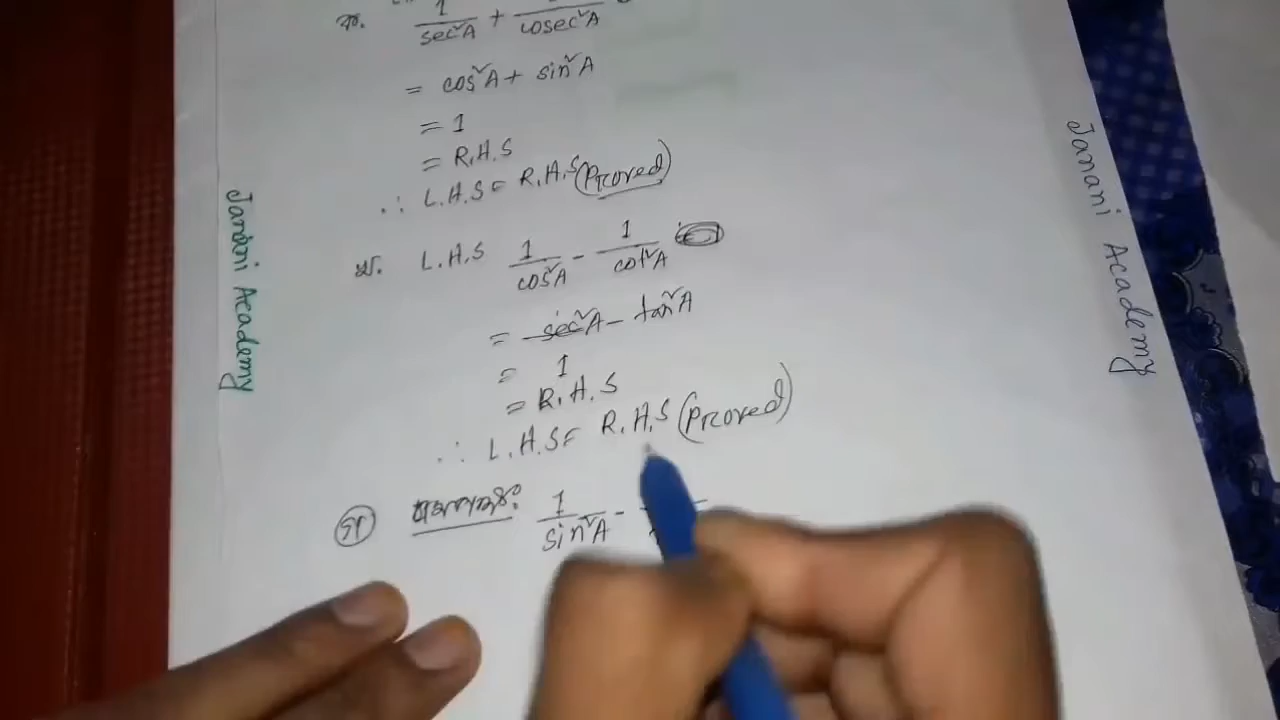 ক. 1/sec²A + /cosec²A
= cos²A + sin²A
= 1
= R.H.S
∴ L.H.S = R.H.S (Proved)
খ. L.H.S 1/cos²A - 1/cot²A
= sec²A - tan²A
= 1
= R.H.S
∴ L.H.S = R.H.S (Proved)
গ 1/sin²A -
Janani Academy
Janani Academy